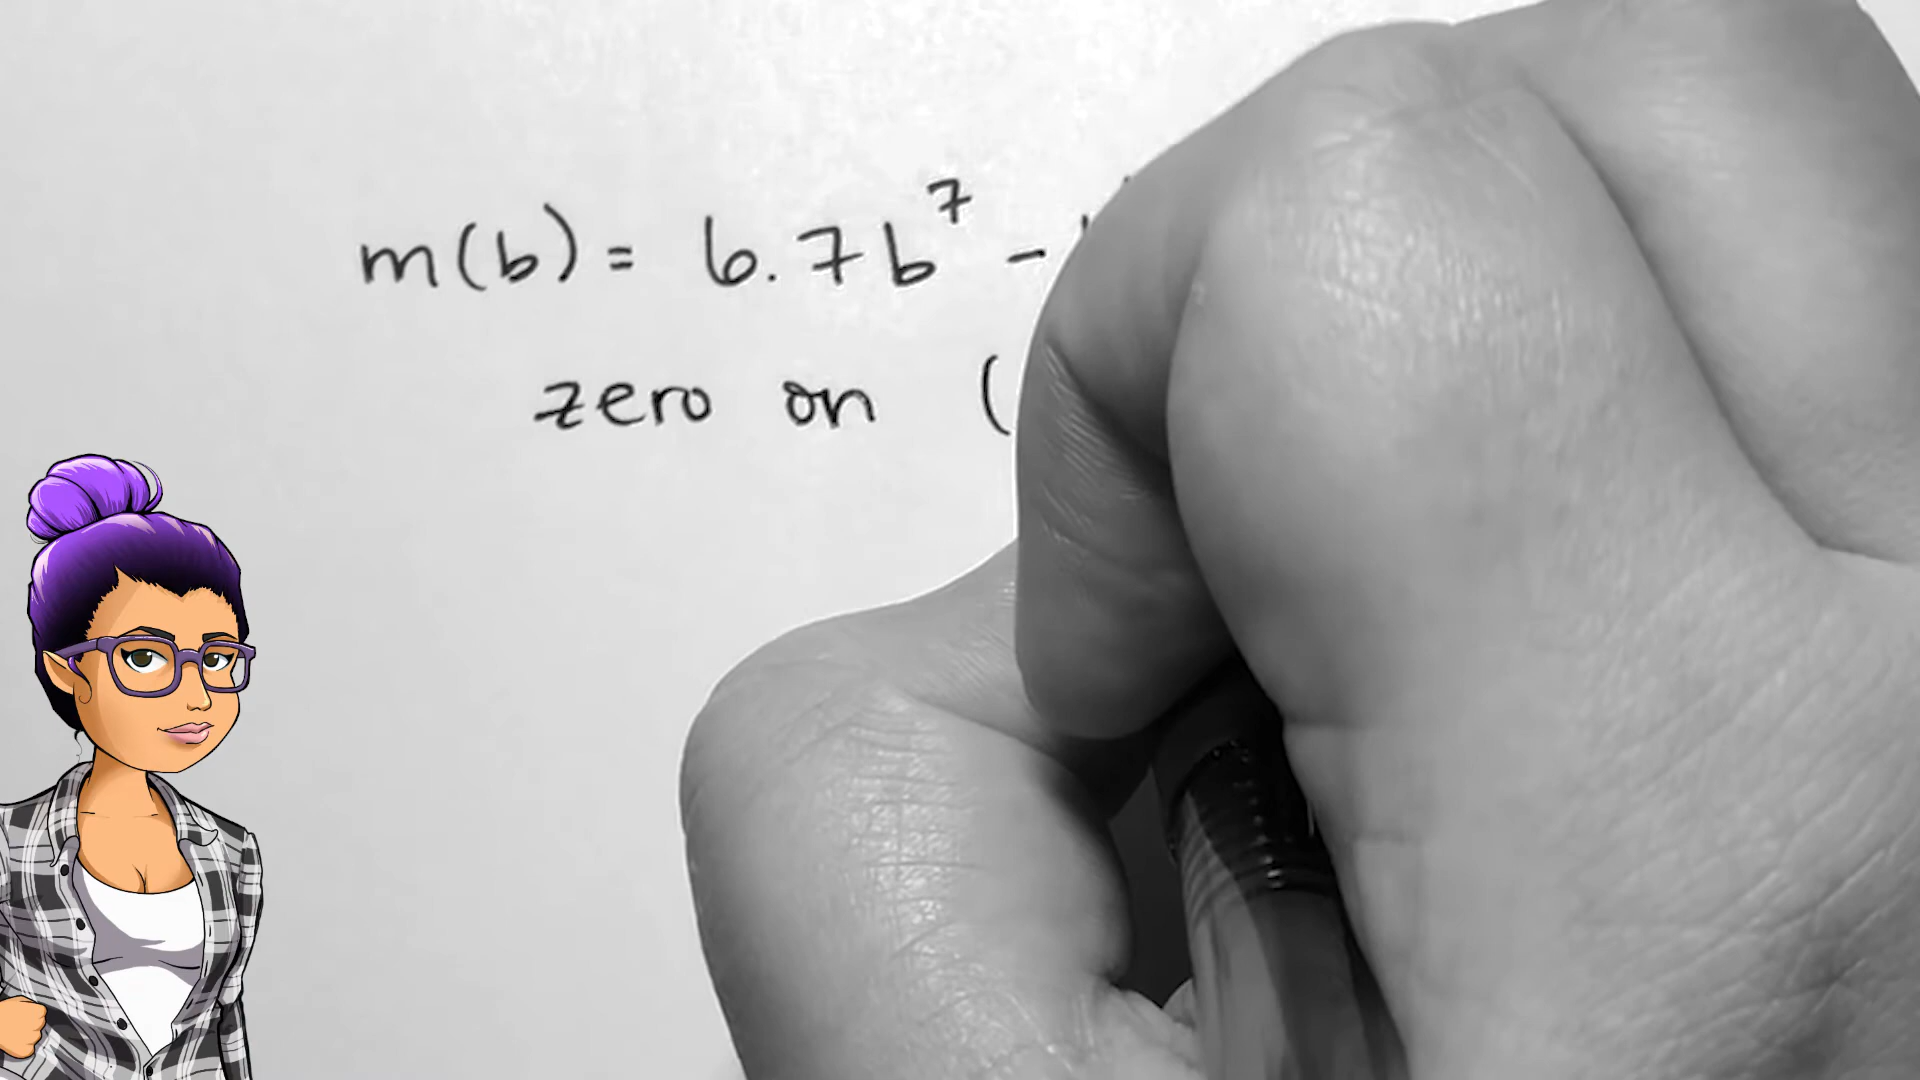 m(b) = 6.7b⁷ -
zero on (